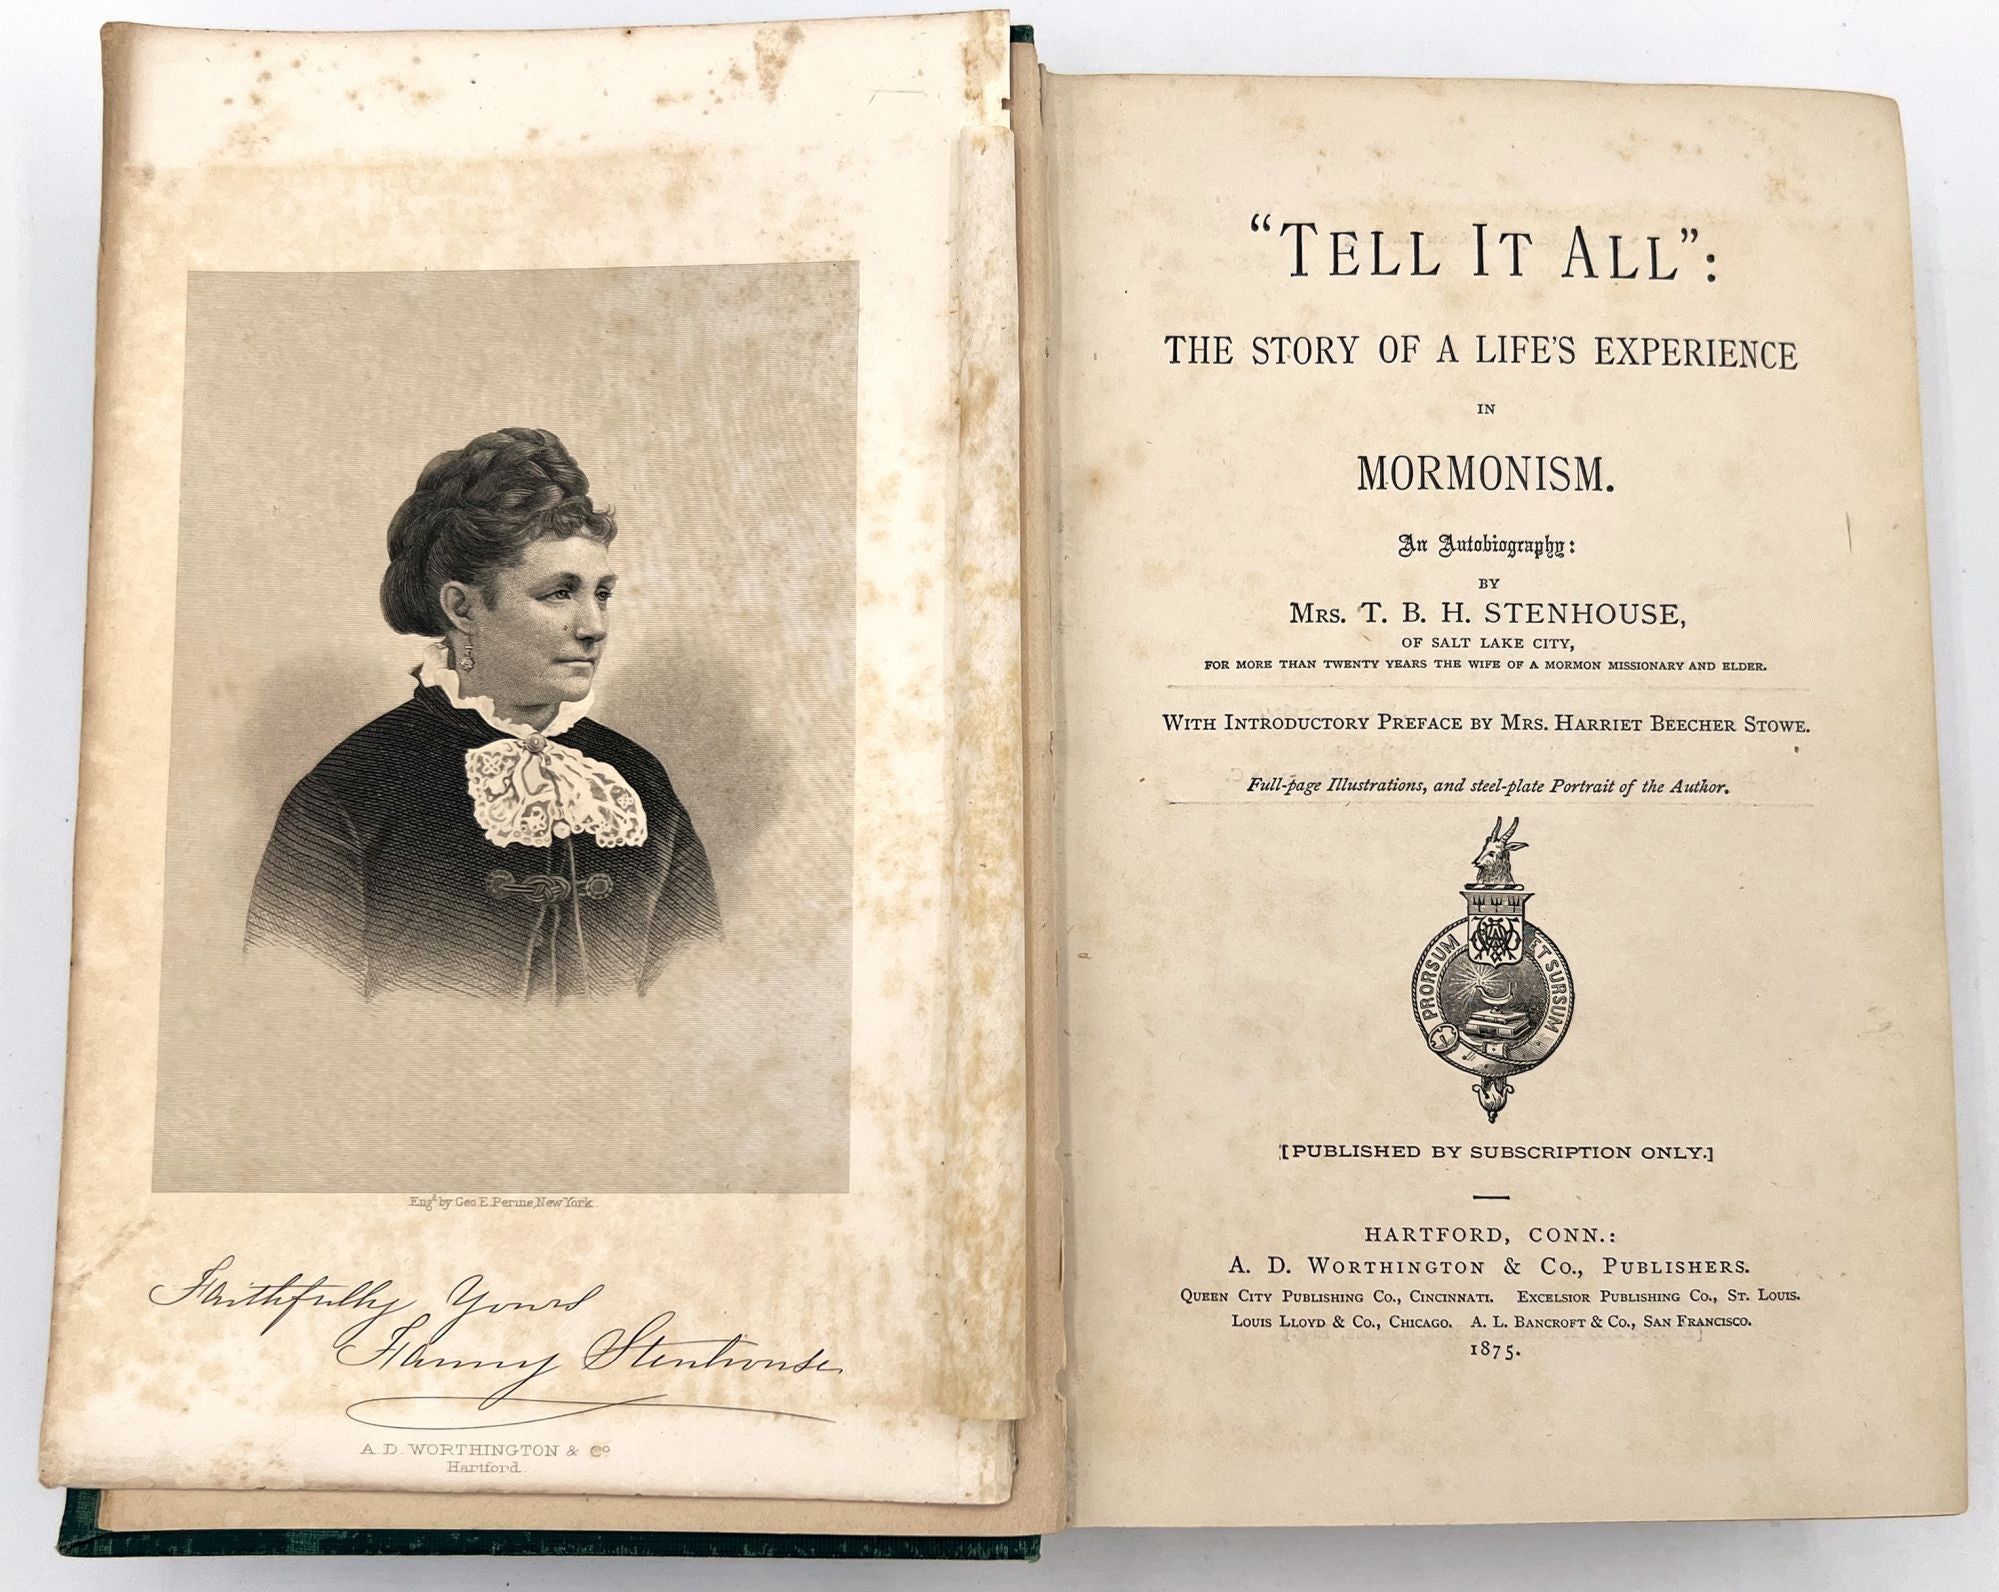 Engd by Geo. E. Perine, New York.
Faithfully Yours
Fanny Stenhouse
A. D. WORTHINGTON & Co
Hartford
"TELL IT ALL":
THE STORY OF A LIFE'S EXPERIENCE
IN
MORMONISM.
An Autobiography:
BY
MRS. T. B. H. STENHOUSE,
OF SALT LAKE CITY,
FOR MORE THAN TWENTY YEARS THE WIFE OF A MORMON MISSIONARY AND ELDER.
WITH INTRODUCTORY PREFACE BY MRS. HARRIET BEECHER STOWE.
Full-page Illustrations, and steel-plate Portrait of the Author.
PRORSUM ET SURSUM
[PUBLISHED BY SUBSCRIPTION ONLY.]
HARTFORD, CONN.:
A. D. WORTHINGTON & CO., PUBLISHERS.
QUEEN CITY PUBLISHING CO., CINCINNATI. EXCELSIOR PUBLISHING CO., ST. LOUIS.
LOUIS LLOYD & CO., CHICAGO. A. L. BANCROFT & CO., SAN FRANCISCO.
1875.